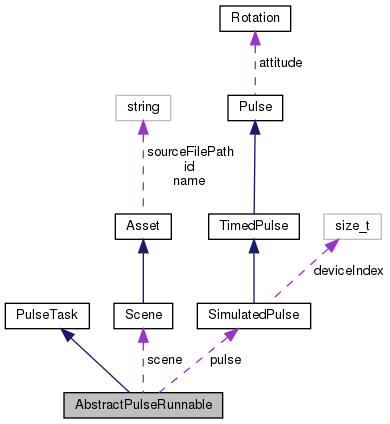 Rotation
attitude
string
Pulse
sourceFilePath
id
name
Asset
TimedPulse
size_t
deviceIndex
PulseTask
Scene
SimulatedPulse
scene
pulse
AbstractPulseRunnable